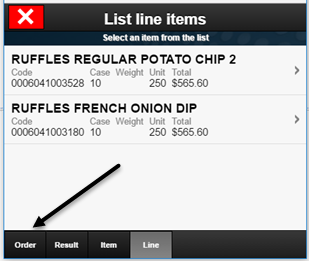 List line items
Select an item from the list
RUFFLES REGULAR POTATO CHIP 2
Code Case Weight Unit Total
0006041003528 10 250 $565.60
RUFFLES FRENCH ONION DIP
Code Case Weight Unit Total
0006041003180 10 250 $565.60
Order Result Item Line